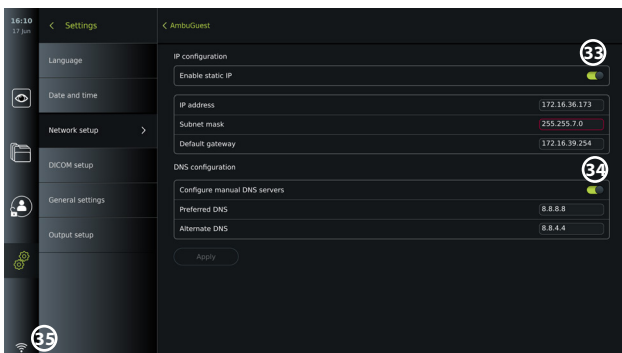 16:10
17 Jun
Settings
AmbuGuest
Language
Date and time
Network setup
DICOM setup
General settings
Output setup
IP configuration
33
Enable static IP
IP address 172.16.36.173
Subnet mask 255.255.7.0
Default gateway 172.16.39.254
DNS configuration
34
Configure manual DNS servers
Preferred DNS 8.8.8.8
Alternate DNS 8.8.4.4
Apply
35